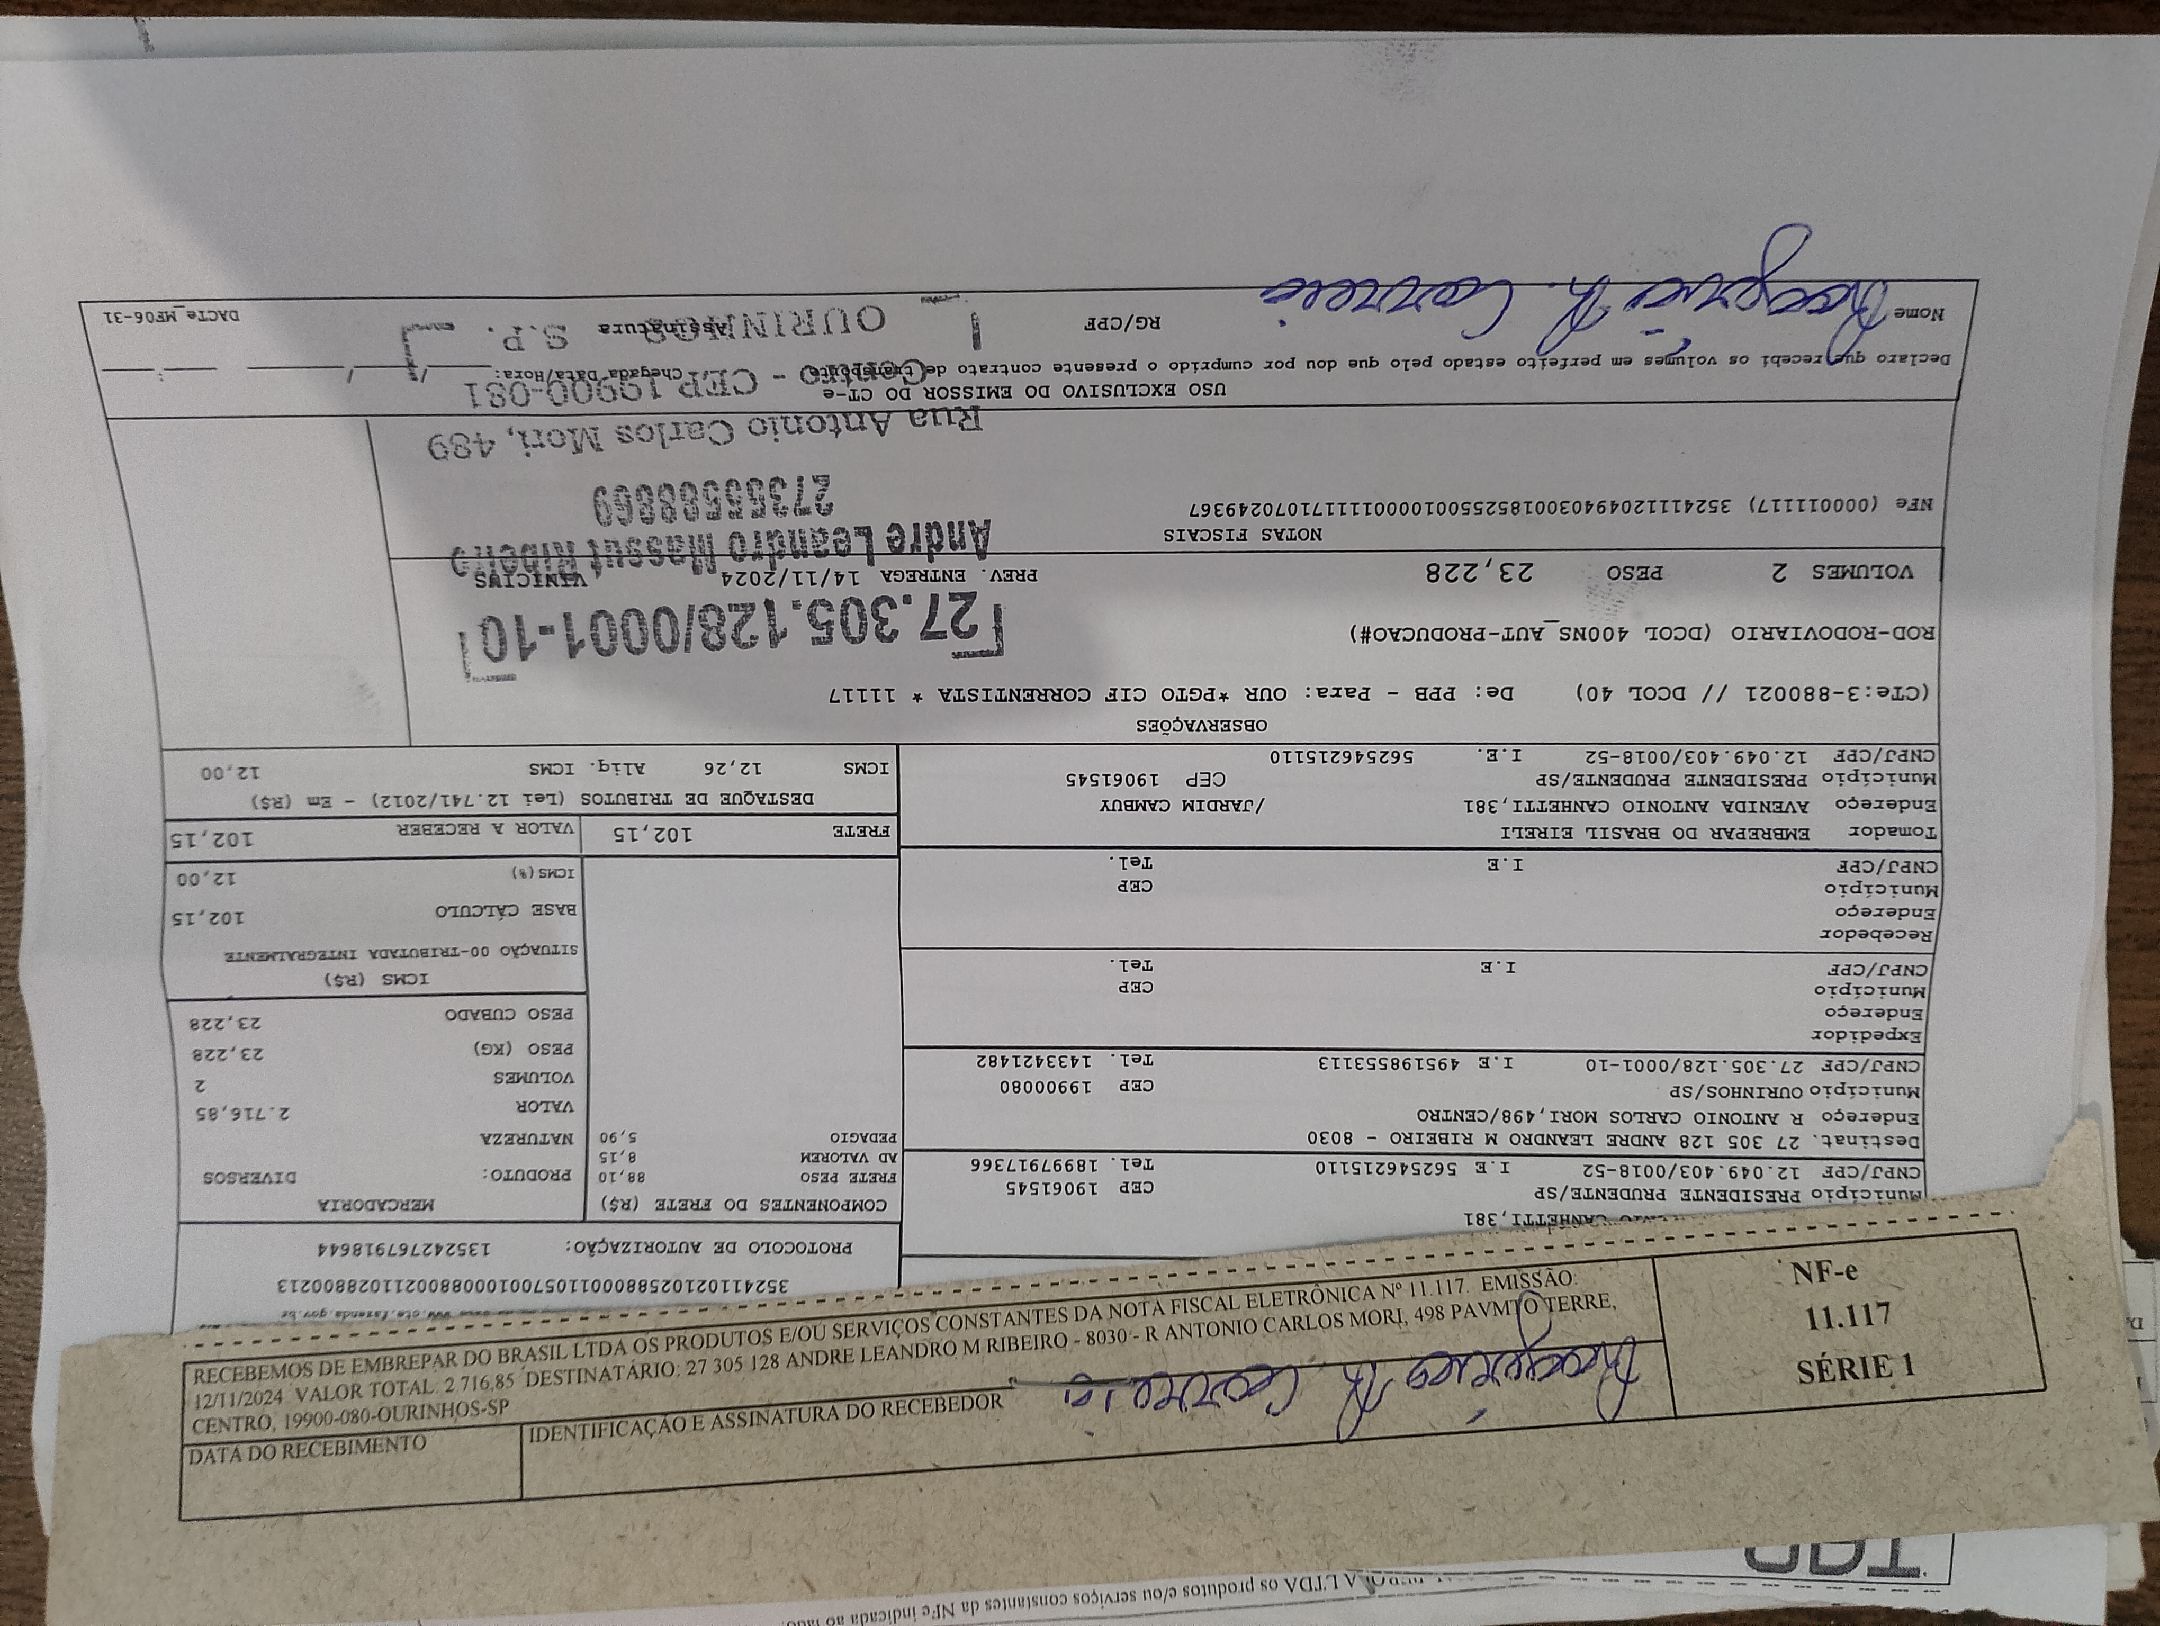 RECEBEMOS DE EMBREPAR DO BRASIL LTDA OS PRODUTOS E/OU SERVIÇOS CONSTANTES DA NOTA FISCAL ELETRÔNICA Nº 11.117. EMISSÃO:
12/11/2024 VALOR TOTAL: 2.716,85 DESTINATÁRIO: 27 305 128 ANDRE LEANDRO M RIBEIRO - 8030 - R ANTONIO CARLOS MORI, 498 PAVMTO TERRE,
CENTRO, 19900-080-OURINHOS-SP
DATA DO RECEBIMENTO
IDENTIFICAÇÃO E ASSINATURA DO RECEBEDOR
NF-e
11.117
SÉRIE 1
PROTOCOLO DE AUTORIZAÇÃO: 135242767918644
CANHETTI,381
Município PRESIDENTE PRUDENTE/SP CEP 19061545
CNPJ/CPF 12.049.403/0018-52 I.E 562546215110 Tel. 18997917366
Destinat. 27 305 128 ANDRE LEANDRO M RIBEIRO - 8030
Endereço R ANTONIO CARLOS MORI,498/CENTRO
Município OURINHOS/SP CEP 19900080
CNPJ/CPF 27.305.128/0001-10 I.E 495198553113 Tel. 1433421482
Expedidor
Endereço
Município CEP
CNPJ/CPF I.E Tel.
Recebedor
Endereço
Município CEP
CNPJ/CPF I.E Tel.
Tomador EMBREPAR DO BRASIL EIRELI
Endereço AVENIDA ANTONIO CANHETTI,381 /JARDIM CAMBUY
Município PRESIDENTE PRUDENTE/SP CEP 19061545
CNPJ/CPF 12.049.403/0018-52 I.E. 562546215110
COMPONENTES DO FRETE (R$)
FRETE PESO 88,10
AD VALOREM 8,15
PEDAGIO 5,90
MERCADORIA
PRODUTO: DIVERSOS
NATUREZA
VALOR 2.716,85
VOLUMES 2
PESO (KG) 23,228
PESO CUBADO 23,228
ICMS (R$)
SITUAÇÃO 00-TRIBUTADA INTEGRALMENTE
BASE CÁLCULO 102,15
ICMS(%) 12,00
FRETE 102,15 VALOR A RECEBER 102,15
DESTAQUE DE TRIBUTOS (Lei 12.741/2012) - Em (R$)
ICMS 12,26 Aliq. ICMS 12,00
OBSERVAÇÕES
(CTe:3-880021 // DCOL 40) De: PPB - Para: OUR *PGTO CIF CORRENTISTA * 11117
ROD-RODOVIARIO (DCOL 400NS_AUT-PRODUCAO#)
VOLUMES 2 PESO 23,228 PREV. ENTREGA 14/11/2024 VINICIUS
27.305.128/0001-10
Andre Leandro Massut Ribeiro
27355588869
Rua Antonio Carlos Mori, 489
Centro - CEP 19900-081
OURINHOS - S.P.
NOTAS FISCAIS
NFe (000011117) 35241112049403001852550010000111171070249367
USO EXCLUSIVO DO EMISSOR DO CT-e
Declaro que recebi os volumes em perfeito estado pelo que dou por cumprido o presente contrato de transporte
Chegada Data/Hora:
Nome RG/CPF Assinatura
DACTe_MF06-31